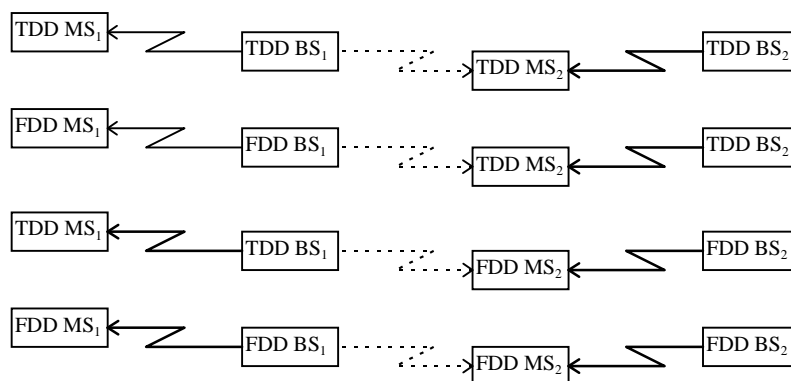 TDD MS₁ TDD BS₁ TDD MS₂ TDD BS₂
FDD MS₁ FDD BS₁ TDD MS₂ TDD BS₂
TDD MS₁ TDD BS₁ FDD MS₂ FDD BS₂
FDD MS₁ FDD BS₁ FDD MS₂ FDD BS₂